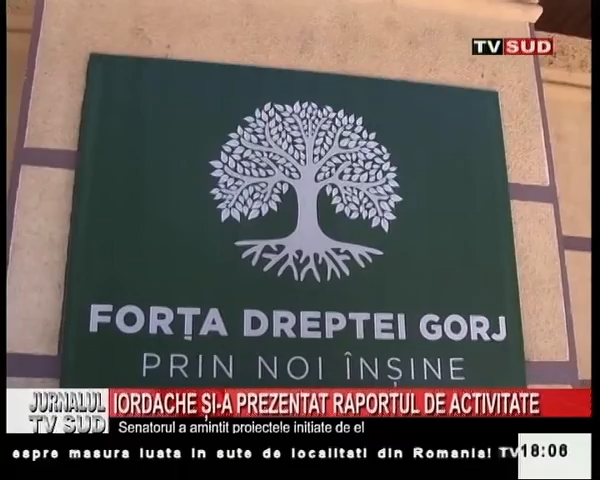 TV SUD
FORȚA DREPTEI GORJ
PRIN NOI ÎNȘINE
JURNALUL
TV SUD
IORDACHE ȘI-A PREZENTAT RAPORTUL DE ACTIVITATE
Senatorul a amintit proiectele initiate de el
espre masura luata in sute de localitati din Romania! TV
18:06